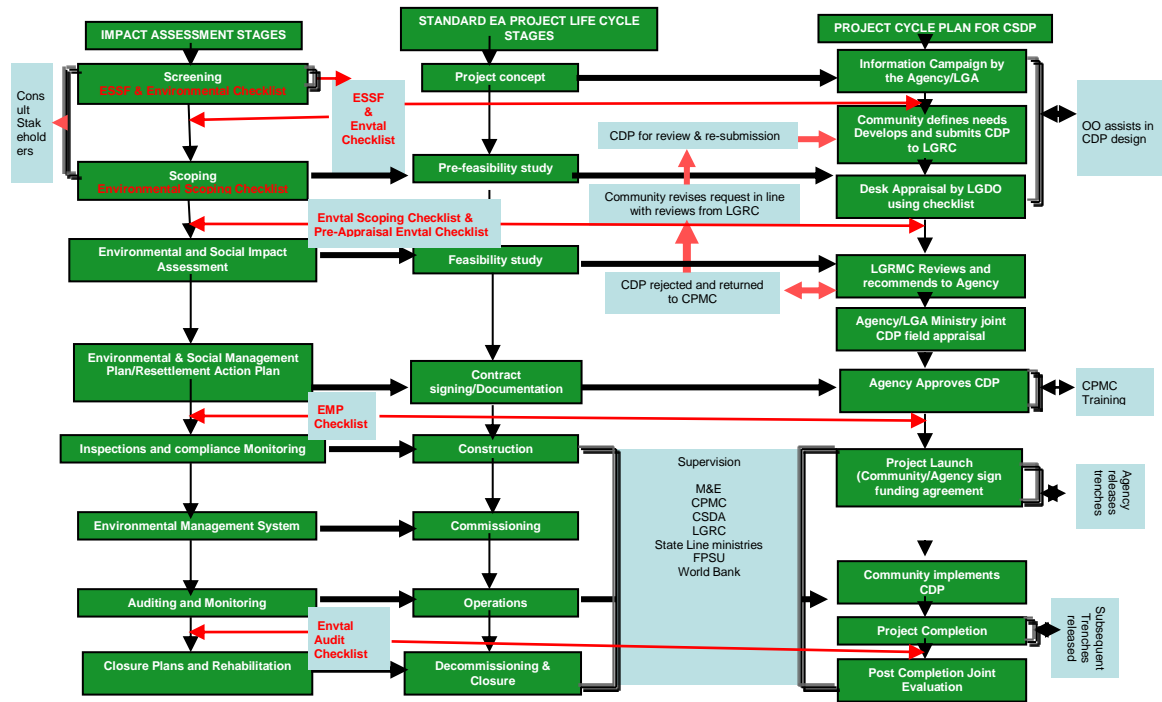 IMPACT ASSESSMENT STAGES
STANDARD EA PROJECT LIFE CYCLE
STAGES
PROJECT CYCLE PLAN FOR CSDP
Cons
ult
Stak
ehold
ers
Screening
ESSF & Environmental Checklist
ESSF
&
Envtal
Checklist
Project concept
Information Campaign by
the Agency/LGA
CDP for review & re-submission
Community defines needs
Develops and submits CDP
to LGRC
OO assists in
CDP design
Scoping
Environmental Scoping Checklist
Pre-feasibility study
Community revises request in line
with reviews from LGRC
Desk Appraisal by LGDO
using checklist
Envtal Scoping Checklist &
Pre-Appraisal Envtal Checklist
Environmental and Social Impact
Assessment
Feasibility study
CDP rejected and returned
to CPMC
LGRMC Reviews and
recommends to Agency
Agency/LGA Ministry joint
CDP field appraisal
Environmental & Social Management
Plan/Resettlement Action Plan
Contract
signing/Documentation
Agency Approves CDP
CPMC
Training
EMP
Checklist
Inspections and compliance Monitoring
Construction
Supervision
M&E
CPMC
CSDA
LGRC
State Line ministries
FPSU
World Bank
Project Launch
(Community/Agency sign
funding agreement
Agency
releases
trenches
Environmental Management System
Commissioning
Community implements
CDP
Auditing and Monitoring
Operations
Envtal
Audit
Checklist
Project Completion
Subsequent
Trenches
released
Closure Plans and Rehabilitation
Decommissioning &
Closure
Post Completion Joint
Evaluation